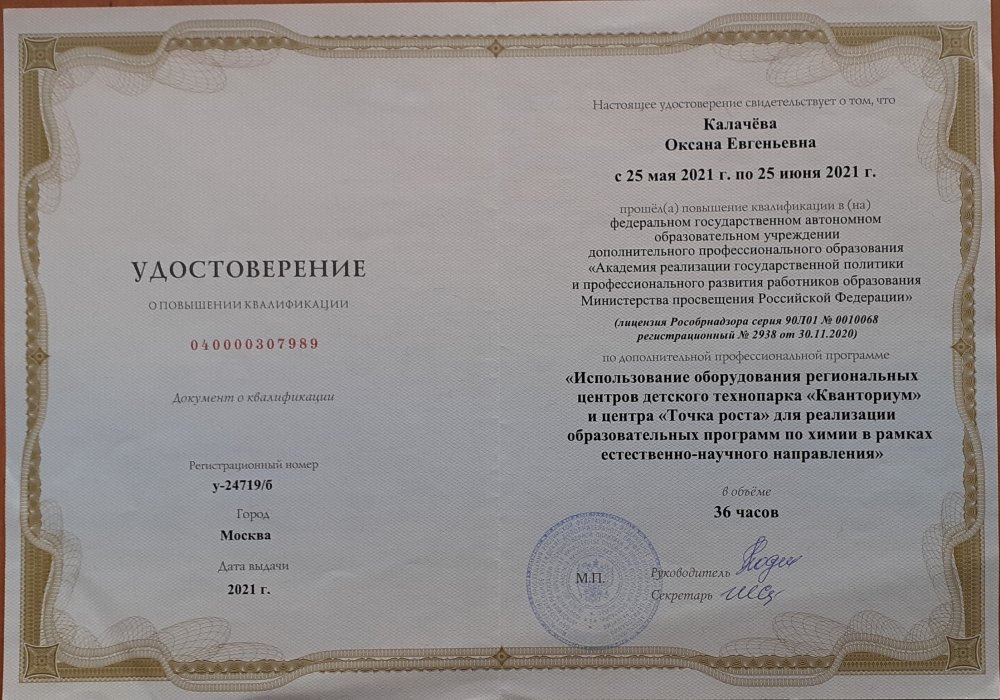 УДОСТОВЕРЕНИЕ
О ПОВЫШЕНИИ КВАЛИФИКАЦИИ
040000307989
Документ о квалификации
Регистрационный номер
у-24719/б
Город
Москва
Дата выдачи
2021 г.
Настоящее удостоверение свидетельствует о том, что
Калачёва
Оксана Евгеньевна
с 25 мая 2021 г. по 25 июня 2021 г.
прошёл(а) повышение квалификации в (на)
федеральном государственном автономном
образовательном учреждении
дополнительного профессионального образования
«Академия реализации государственной политики
и профессионального развития работников образования
Министерства просвещения Российской Федерации»
(лицензия Рособрнадзора серия 90Л01 № 0010068
регистрационный № 2938 от 30.11.2020)
по дополнительной профессиональной программе
«Использование оборудования региональных
центров детского технопарка «Кванториум»
и центра «Точка роста» для реализации
образовательных программ по химии в рамках
естественно-научного направления»
в объёме
36 часов
М.П.
Руководитель
Секретарь